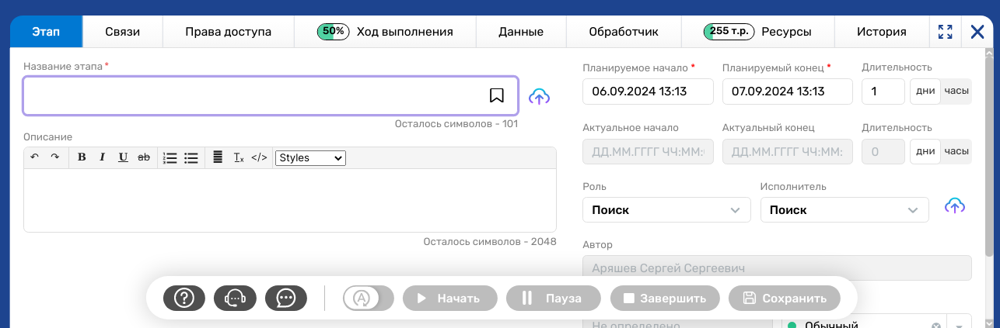 Этап Связи Права доступа 50% Ход выполнения Данные Обработчик 255 т.р. Ресурсы История
Название этапа *
Осталось символов - 101
Описание
B I U ab Tx </> Styles
Осталось символов - 2048
Планируемое начало * Планируемый конец * Длительность
06.09.2024 13:13 07.09.2024 13:13 1 дни часы
Актуальное начало Актуальный конец Длительность
ДД.ММ.ГГГГ ЧЧ:ММ: ДД.ММ.ГГГГ ЧЧ:ММ: 0 дни часы
Роль Исполнитель
Поиск Поиск
Автор
Аряшев Сергей Сергеевич
A Начать Пауза Завершить Сохранить
Не определено Обычный